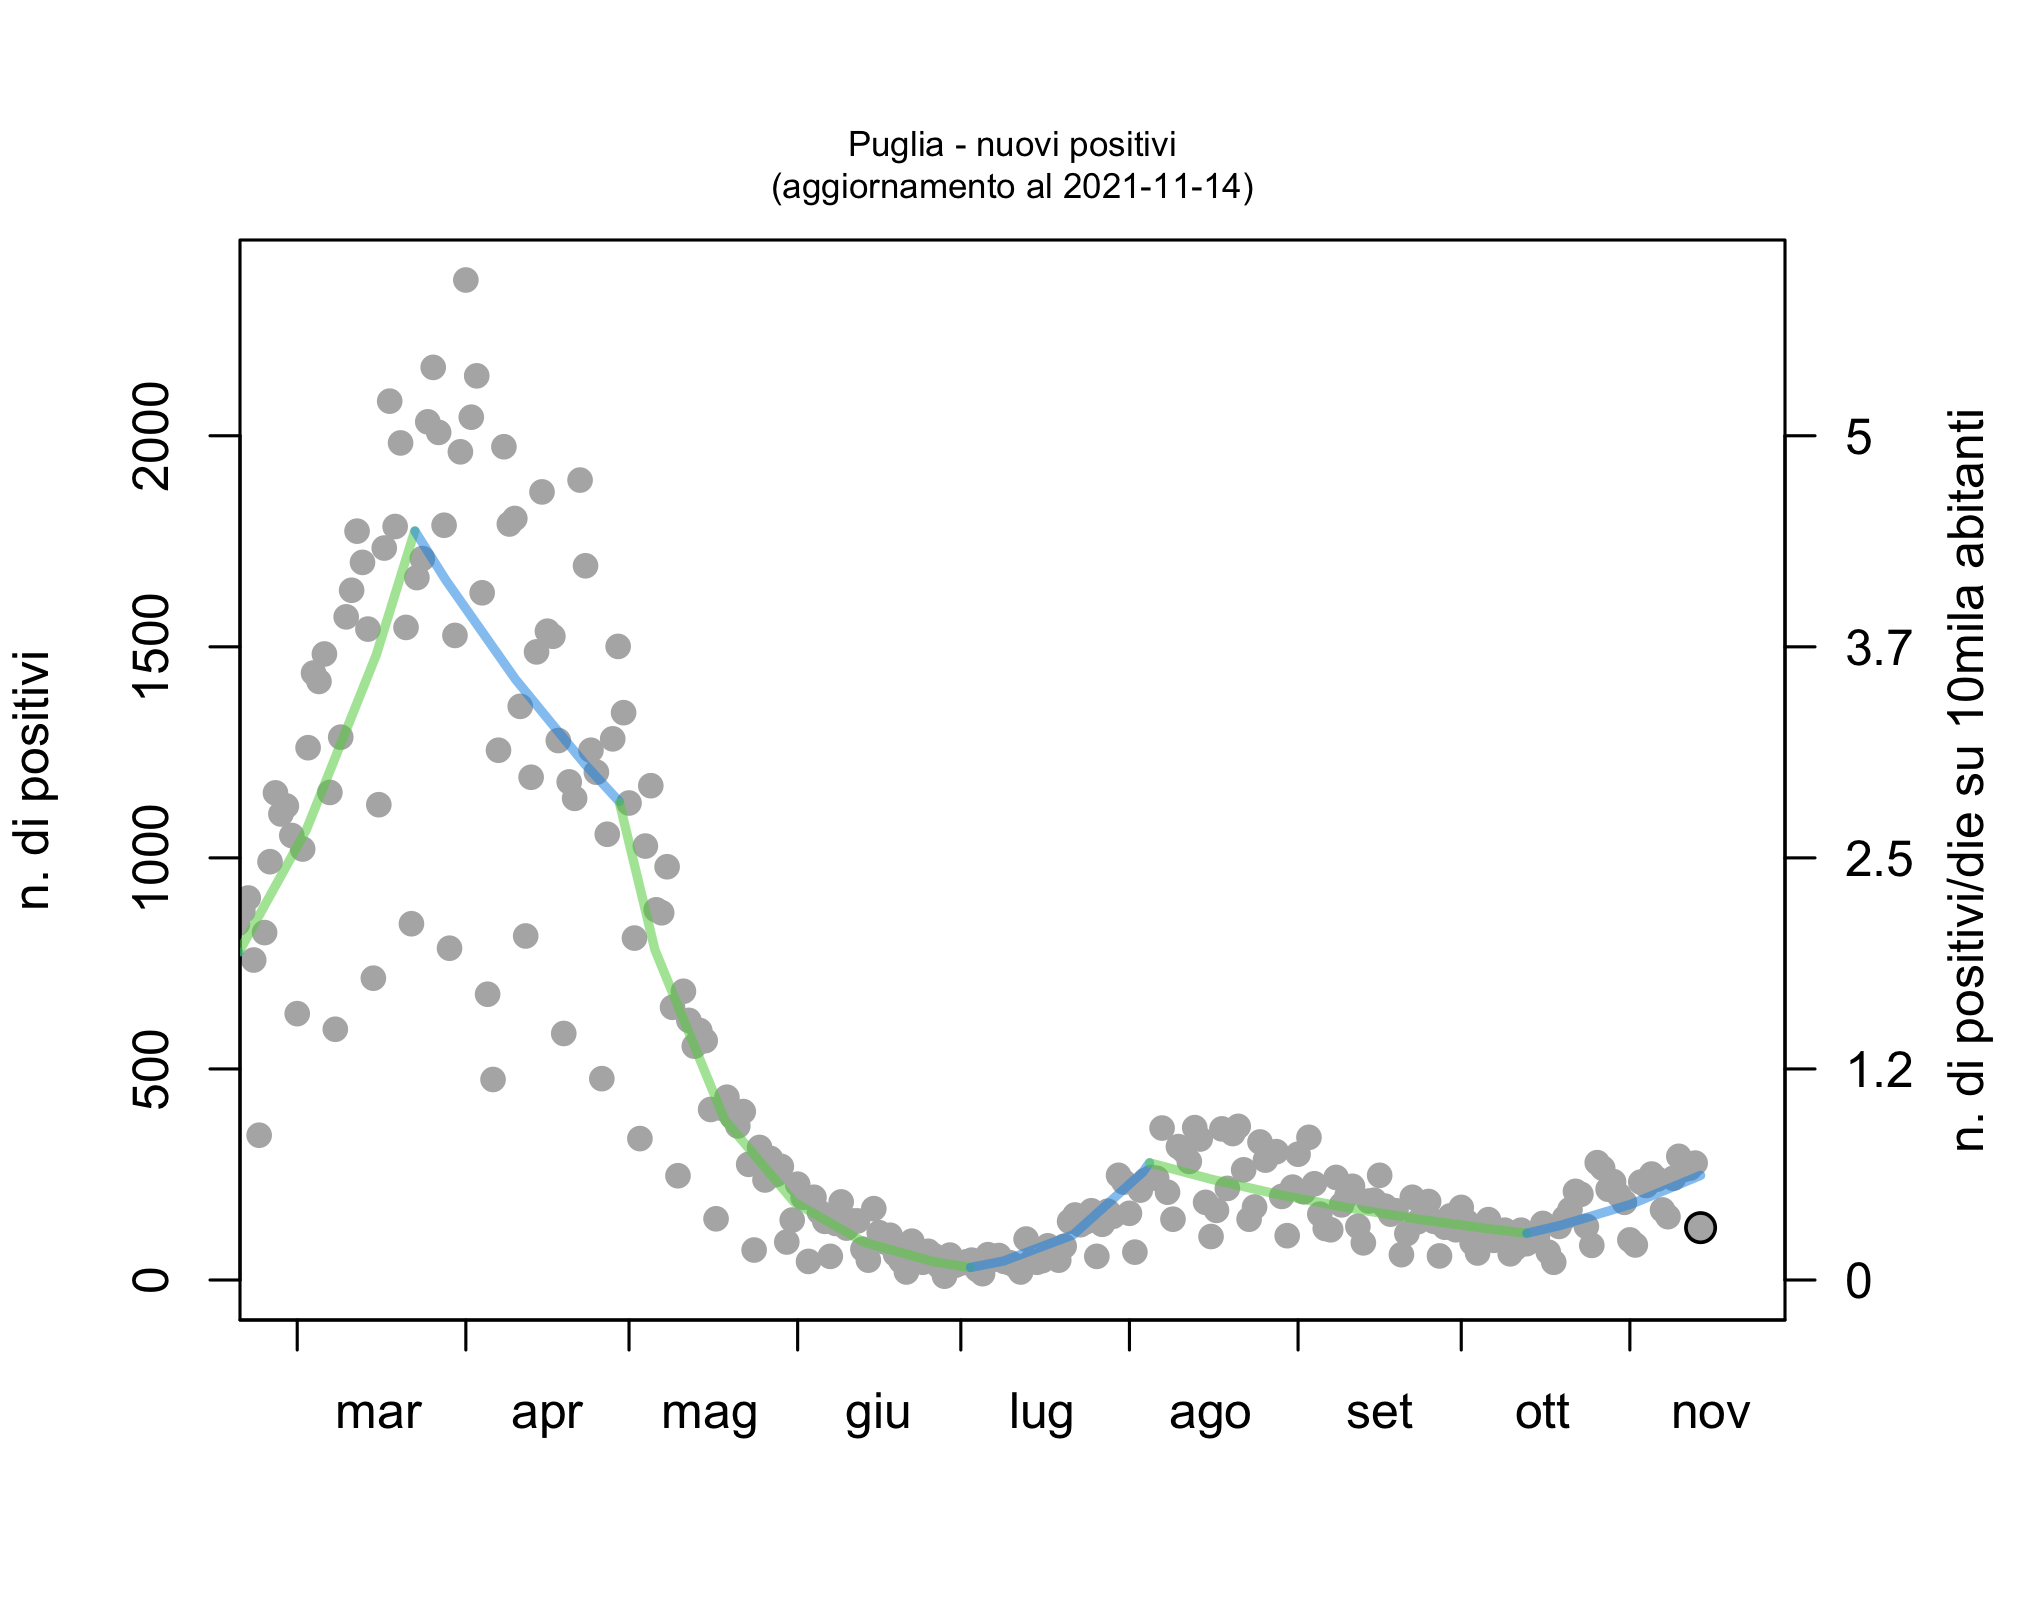 Puglia - nuovi positivi
(aggiornamento al 2021-11-14)
n. di positivi
2000
1500
1000
500
0
5
3.7
2.5
1.2
0
n. di positivi/die su 10mila abitanti
mar apr mag giu lug ago set ott nov